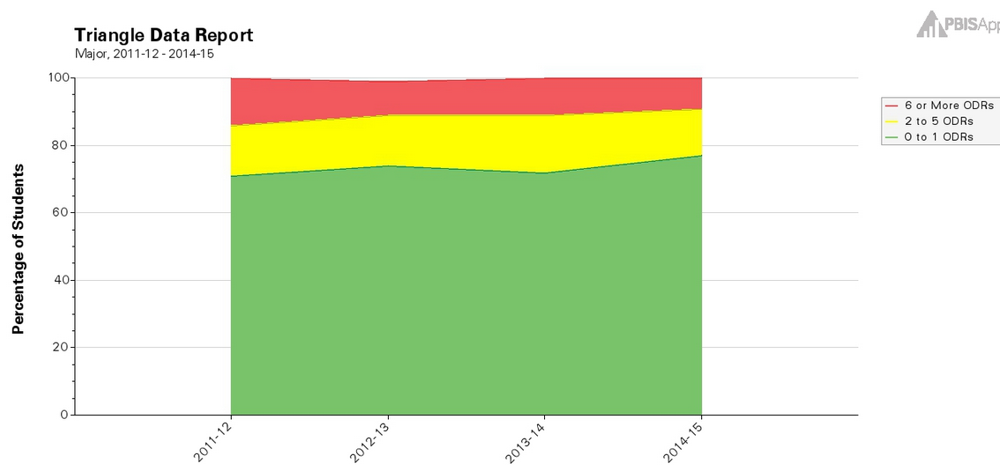 Triangle Data Report
Major, 2011-12 - 2014-15
PBISApp
Percentage of Students
100
80
60
40
20
0
2011-12
2012-13
2013-14
2014-15
6 or More ODRs
2 to 5 ODRs
0 to 1 ODRs